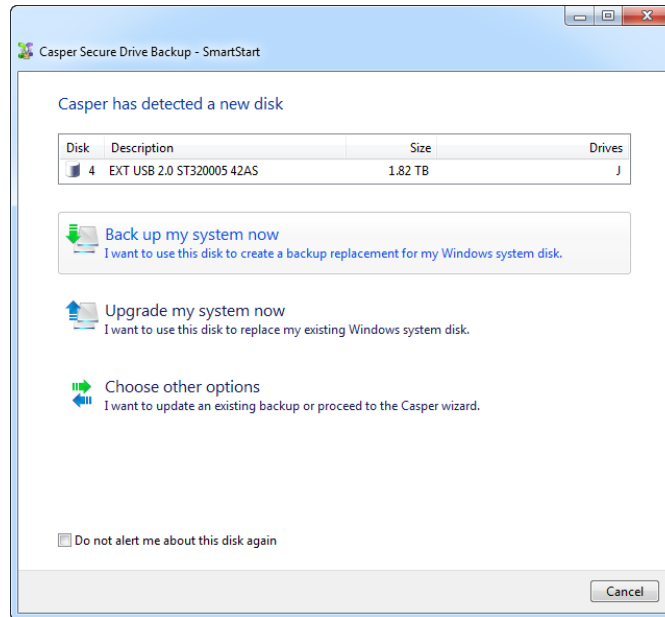 Casper Secure Drive Backup - SmartStart
Casper has detected a new disk
Disk Description Size Drives
4 EXT USB 2.0 ST320005 42AS 1.82 TB J
Back up my system now
I want to use this disk to create a backup replacement for my Windows system disk.
Upgrade my system now
I want to use this disk to replace my existing Windows system disk.
Choose other options
I want to update an existing backup or proceed to the Casper wizard.
Do not alert me about this disk again
Cancel